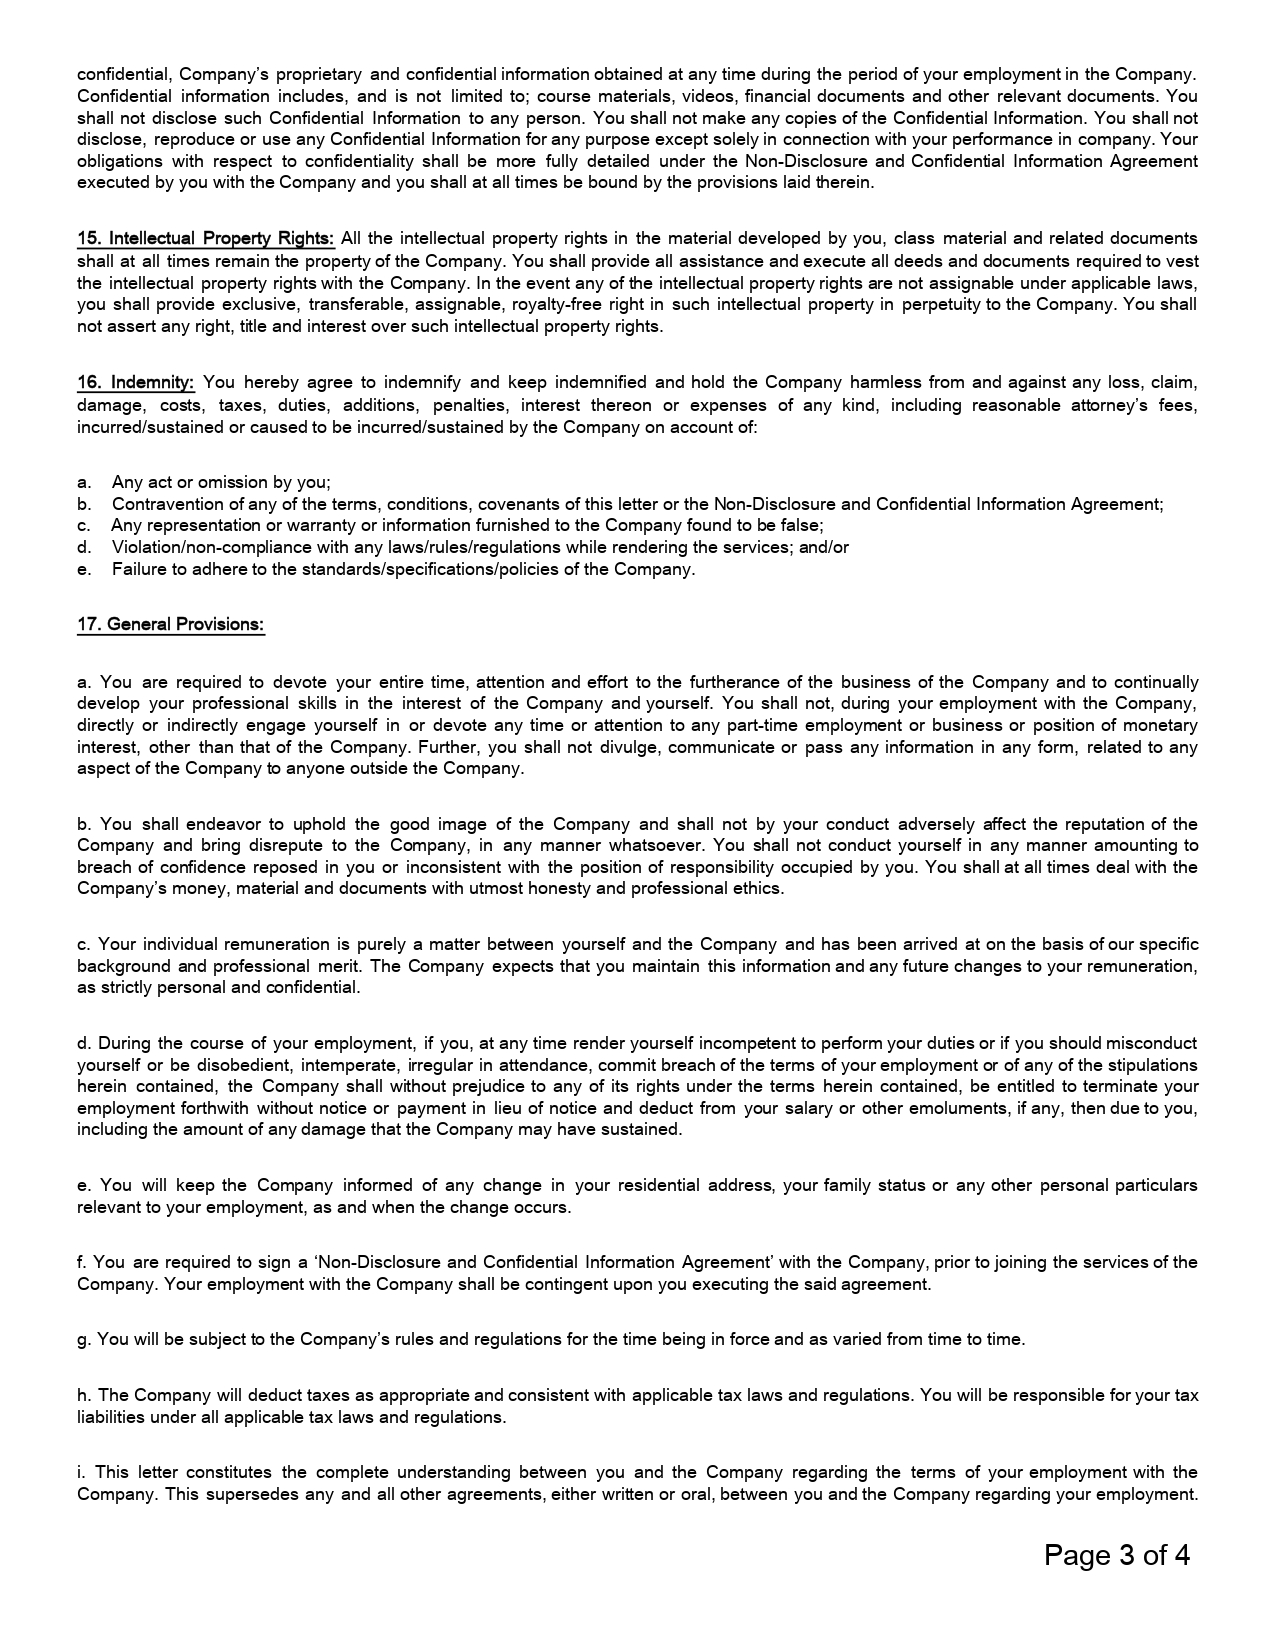 confidential, Company’s proprietary and confidential information obtained at any time during the period of your employment in the Company.
Confidential information includes, and is not limited to; course materials, videos, financial documents and other relevant documents. You
shall not disclose such Confidential Information to any person. You shall not make any copies of the Confidential Information. You shall not
disclose, reproduce or use any Confidential Information for any purpose except solely in connection with your performance in company. Your
obligations with respect to confidentiality shall be more fully detailed under the Non-Disclosure and Confidential Information Agreement
executed by you with the Company and you shall at all times be bound by the provisions laid therein.
15. Intellectual Property Rights: All the intellectual property rights in the material developed by you, class material and related documents
shall at all times remain the property of the Company. You shall provide all assistance and execute all deeds and documents required to vest
the intellectual property rights with the Company. In the event any of the intellectual property rights are not assignable under applicable laws,
you shall provide exclusive, transferable, assignable, royalty-free right in such intellectual property in perpetuity to the Company. You shall
not assert any right, title and interest over such intellectual property rights.
16. Indemnity: You hereby agree to indemnify and keep indemnified and hold the Company harmless from and against any loss, claim,
damage, costs, taxes, duties, additions, penalties, interest thereon or expenses of any kind, including reasonable attorney’s fees,
incurred/sustained or caused to be incurred/sustained by the Company on account of:
a. Any act or omission by you;
b. Contravention of any of the terms, conditions, covenants of this letter or the Non-Disclosure and Confidential Information Agreement;
c. Any representation or warranty or information furnished to the Company found to be false;
d. Violation/non-compliance with any laws/rules/regulations while rendering the services; and/or
e. Failure to adhere to the standards/specifications/policies of the Company.
17. General Provisions:
a. You are required to devote your entire time, attention and effort to the furtherance of the business of the Company and to continually
develop your professional skills in the interest of the Company and yourself. You shall not, during your employment with the Company,
directly or indirectly engage yourself in or devote any time or attention to any part-time employment or business or position of monetary
interest, other than that of the Company. Further, you shall not divulge, communicate or pass any information in any form, related to any
aspect of the Company to anyone outside the Company.
b. You shall endeavor to uphold the good image of the Company and shall not by your conduct adversely affect the reputation of the
Company and bring disrepute to the Company, in any manner whatsoever. You shall not conduct yourself in any manner amounting to
breach of confidence reposed in you or inconsistent with the position of responsibility occupied by you. You shall at all times deal with the
Company’s money, material and documents with utmost honesty and professional ethics.
c. Your individual remuneration is purely a matter between yourself and the Company and has been arrived at on the basis of our specific
background and professional merit. The Company expects that you maintain this information and any future changes to your remuneration,
as strictly personal and confidential.
d. During the course of your employment, if you, at any time render yourself incompetent to perform your duties or if you should misconduct
yourself or be disobedient, intemperate, irregular in attendance, commit breach of the terms of your employment or of any of the stipulations
herein contained, the Company shall without prejudice to any of its rights under the terms herein contained, be entitled to terminate your
employment forthwith without notice or payment in lieu of notice and deduct from your salary or other emoluments, if any, then due to you,
including the amount of any damage that the Company may have sustained.
e. You will keep the Company informed of any change in your residential address, your family status or any other personal particulars
relevant to your employment, as and when the change occurs.
f. You are required to sign a ‘Non-Disclosure and Confidential Information Agreement’ with the Company, prior to joining the services of the
Company. Your employment with the Company shall be contingent upon you executing the said agreement.
g. You will be subject to the Company’s rules and regulations for the time being in force and as varied from time to time.
h. The Company will deduct taxes as appropriate and consistent with applicable tax laws and regulations. You will be responsible for your tax
liabilities under all applicable tax laws and regulations.
i. This letter constitutes the complete understanding between you and the Company regarding the terms of your employment with the
Company. This supersedes any and all other agreements, either written or oral, between you and the Company regarding your employment.
Page 3 of 4